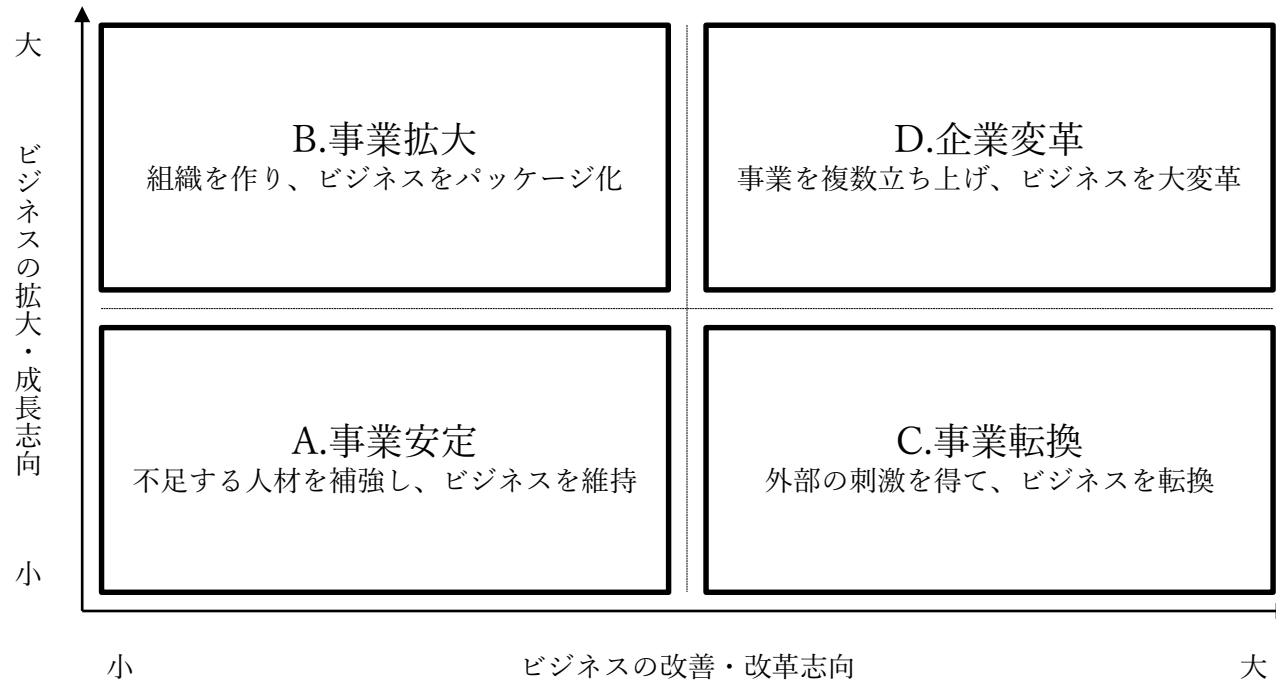 大
ビジネスの拡大・成長志向
小
B.事業拡大
組織を作り、ビジネスをパッケージ化
D.企業変革
事業を複数立ち上げ、ビジネスを大変革
A.事業安定
不足する人材を補強し、ビジネスを維持
C.事業転換
外部の刺激を得て、ビジネスを転換
小
ビジネスの改善・改革志向
大